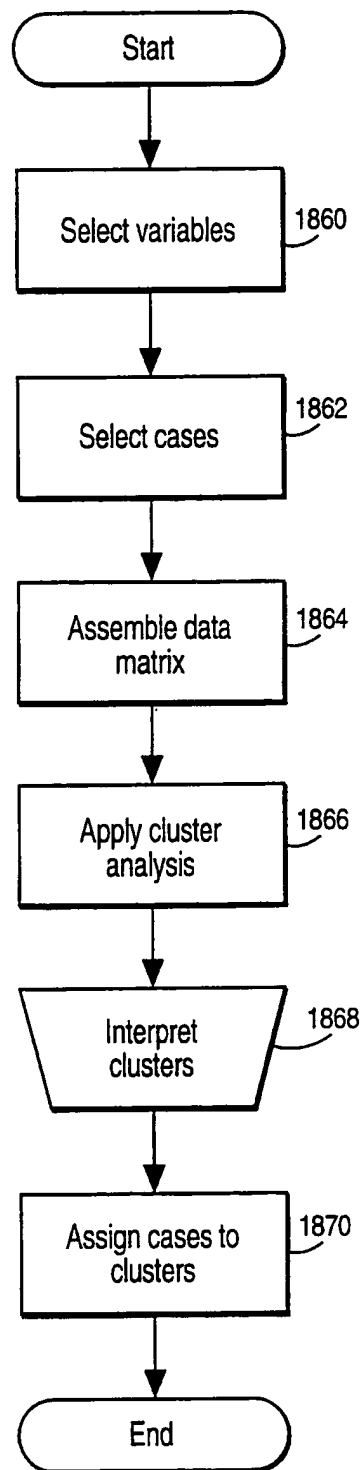 Start
Select variables
1860
Select cases
1862
Assemble data
matrix
1864
Apply cluster
analysis
1866
Interpret
clusters
1868
Assign cases to
clusters
1870
End